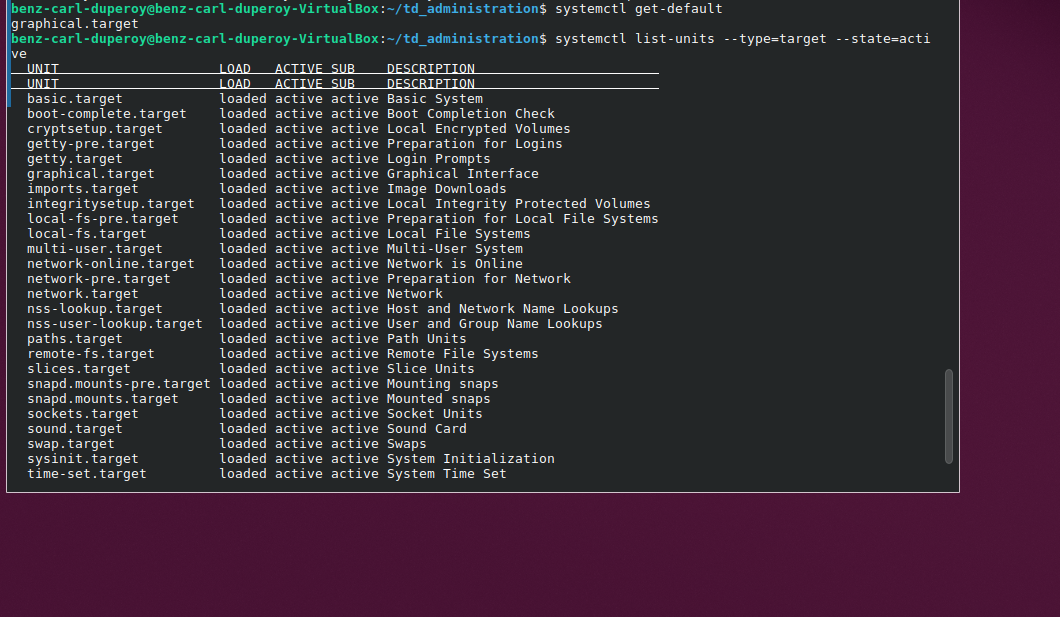 benz-carl-duperoy@benz-carl-duperoy-VirtualBox:~/td_administration$ systemctl get-default
graphical.target
benz-carl-duperoy@benz-carl-duperoy-VirtualBox:~/td_administration$ systemctl list-units --type=target --state=acti
ve
  UNIT                    LOAD   ACTIVE SUB    DESCRIPTION
  UNIT                    LOAD   ACTIVE SUB    DESCRIPTION
  basic.target            loaded active active Basic System
  boot-complete.target    loaded active active Boot Completion Check
  cryptsetup.target       loaded active active Local Encrypted Volumes
  getty-pre.target        loaded active active Preparation for Logins
  getty.target            loaded active active Login Prompts
  graphical.target        loaded active active Graphical Interface
  imports.target          loaded active active Image Downloads
  integritysetup.target   loaded active active Local Integrity Protected Volumes
  local-fs-pre.target     loaded active active Preparation for Local File Systems
  local-fs.target         loaded active active Local File Systems
  multi-user.target       loaded active active Multi-User System
  network-online.target   loaded active active Network is Online
  network-pre.target      loaded active active Preparation for Network
  network.target          loaded active active Network
  nss-lookup.target       loaded active active Host and Network Name Lookups
  nss-user-lookup.target  loaded active active User and Group Name Lookups
  paths.target            loaded active active Path Units
  remote-fs.target        loaded active active Remote File Systems
  slices.target           loaded active active Slice Units
  snapd.mounts-pre.target loaded active active Mounting snaps
  snapd.mounts.target     loaded active active Mounted snaps
  sockets.target          loaded active active Socket Units
  sound.target            loaded active active Sound Card
  swap.target             loaded active active Swaps
  sysinit.target          loaded active active System Initialization
  time-set.target         loaded active active System Time Set